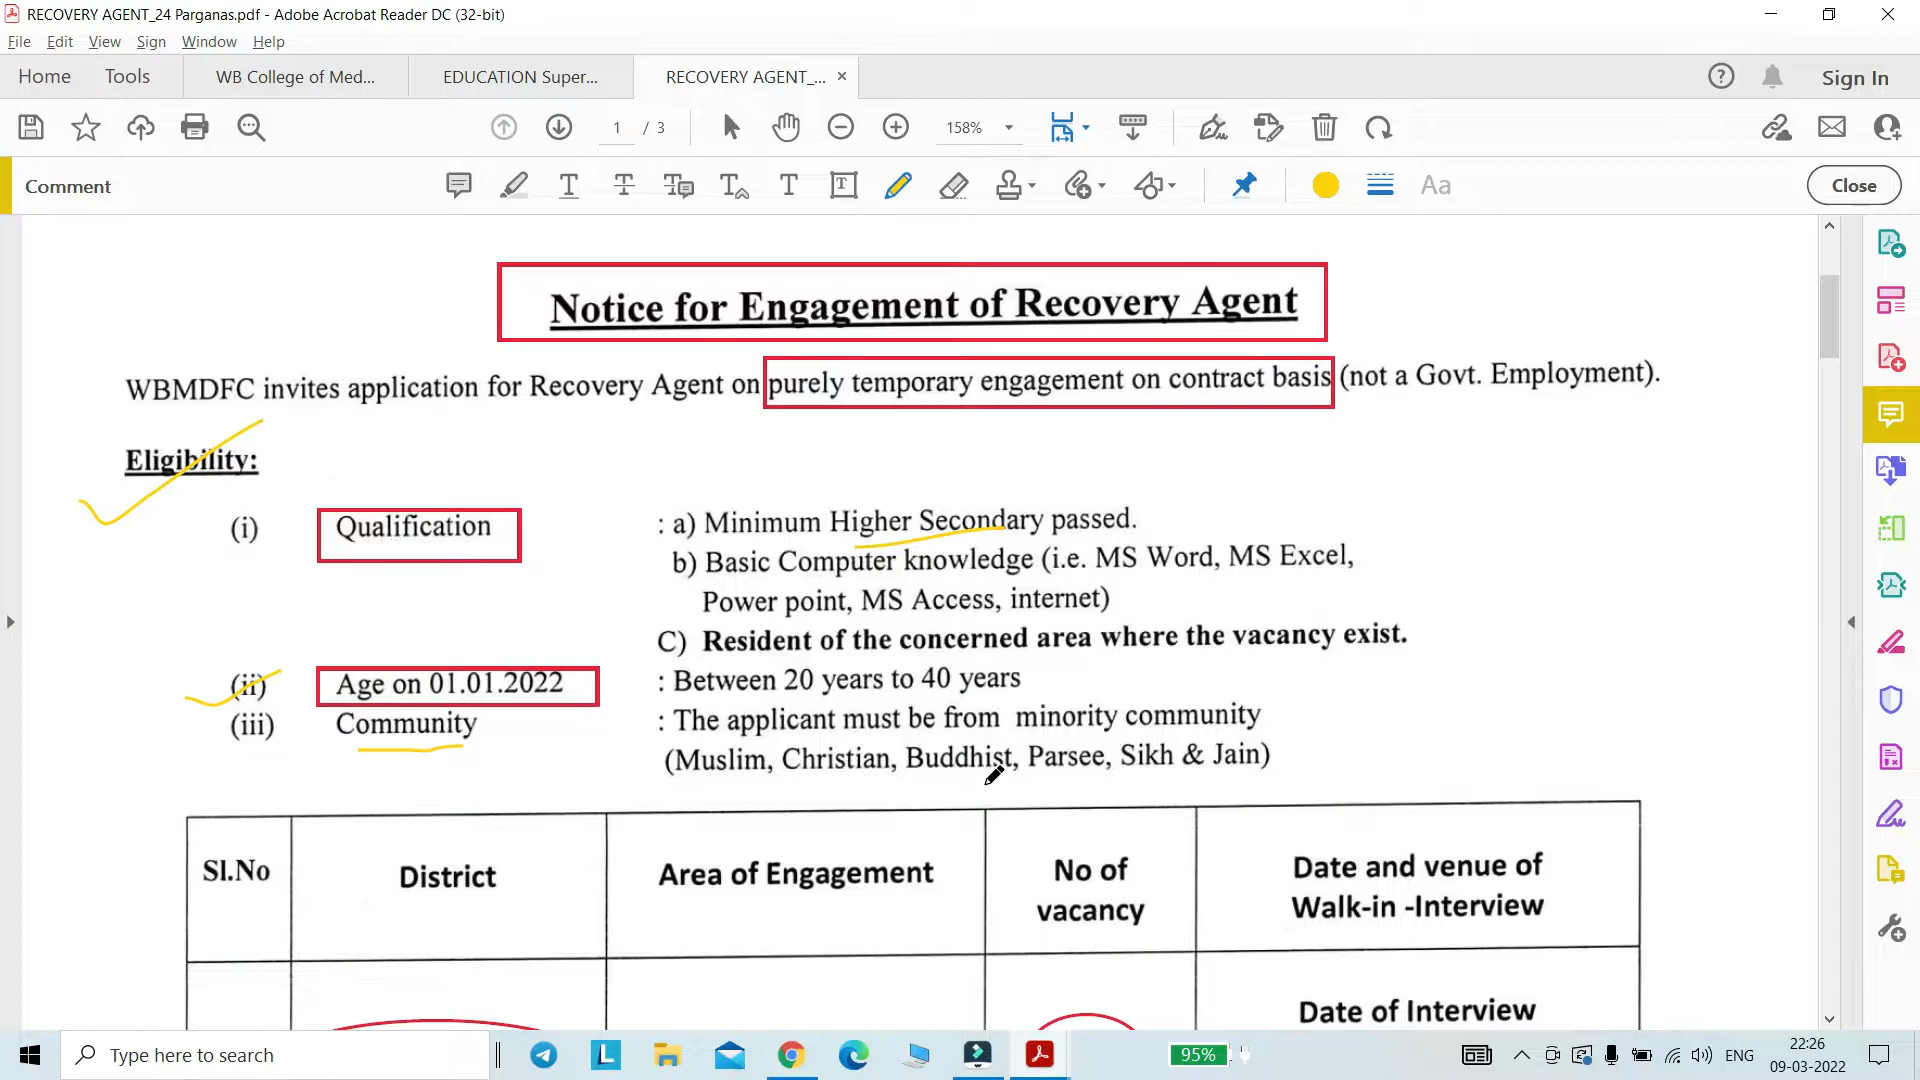 RECOVERY AGENT_24 Parganas.pdf - Adobe Acrobat Reader DC (32-bit)
File Edit View Sign Window Help
Home Tools WB College of Med... EDUCATION Super... RECOVERY AGENT_... × ? Sign In
1 / 3 158%
Comment Aa Close
Notice for Engagement of Recovery Agent
WBMDFC invites application for Recovery Agent on purely temporary engagement on contract basis (not a Govt. Employment).
Eligibility:
(i) Qualification : a) Minimum Higher Secondary passed.
b) Basic Computer knowledge (i.e. MS Word, MS Excel,
Power point, MS Access, internet)
C) Resident of the concerned area where the vacancy exist.
(ii) Age on 01.01.2022 : Between 20 years to 40 years
(iii) Community : The applicant must be from minority community
(Muslim, Christian, Buddhist, Parsee, Sikh & Jain)
Sl.No District Area of Engagement No of vacancy Date and venue of Walk-in -Interview
Date of Interview
Type here to search L 95% ENG 22:26
09-03-2022